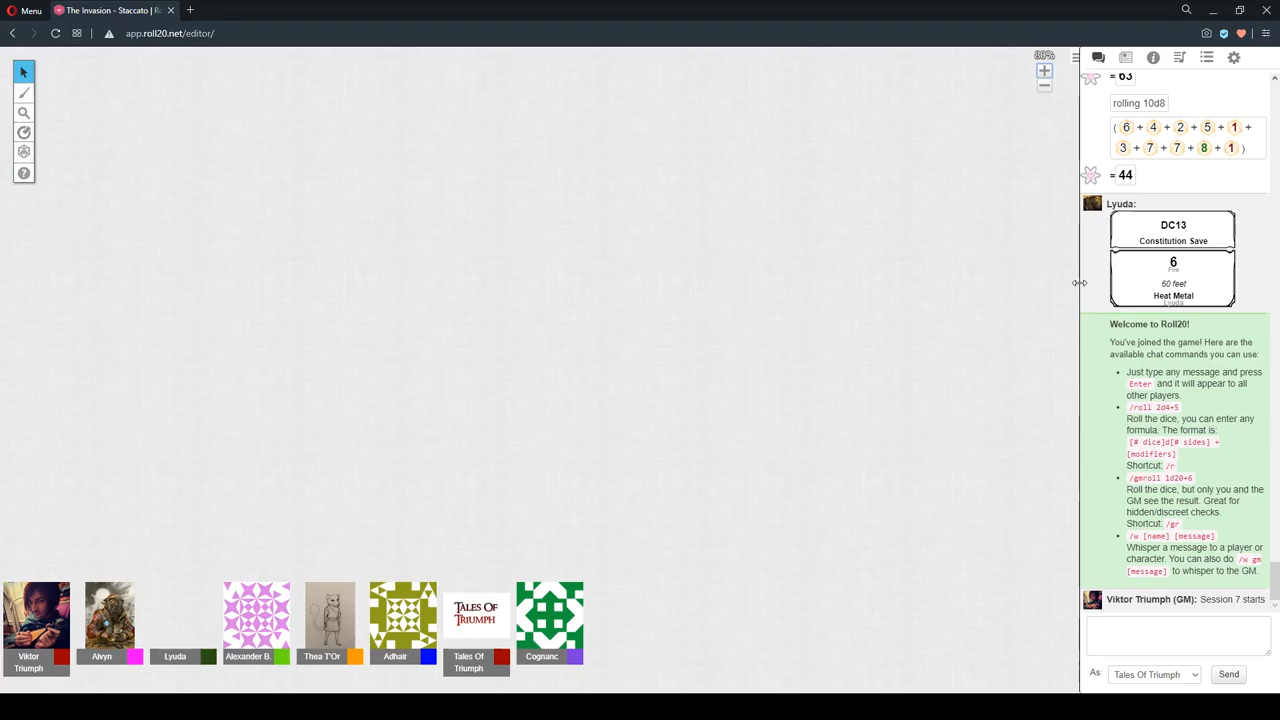 Menu
The Invasion - Staccato | Ro
app.roll20.net/editor/
80%
= 63
rolling 10d8
( 6 + 4 + 2 + 5 + 1 +
3 + 7 + 7 + 8 + 1 )
= 44
Lyuda:
DC13
Constitution Save
6
Fire
60 feet
Heat Metal
Lyuda
Welcome to Roll20!
You've joined the game! Here are the
available chat commands you can use:
Just type any message and press
Enter and it will appear to all
other players.
/roll 2d4+5
Roll the dice, you can enter any
formula. The format is:
[# dice]d[# sides] +
[modifiers]
Shortcut: /r
/gmroll 1d20+6
Roll the dice, but only you and the
GM see the result. Great for
hidden/discreet checks.
Shortcut: /gr
/w [name] [message]
Whisper a message to a player or
character. You can also do /w gm
[message] to whisper to the GM.
Viktor Triumph (GM): Session 7 starts
As: Tales Of Triumph
Send
TALES OF
TRIUMPH
Viktor
Triumph
Alvyn
Lyuda
Alexander B.
Thea T'Or
Adhair
Tales Of
Triumph
Cognanc